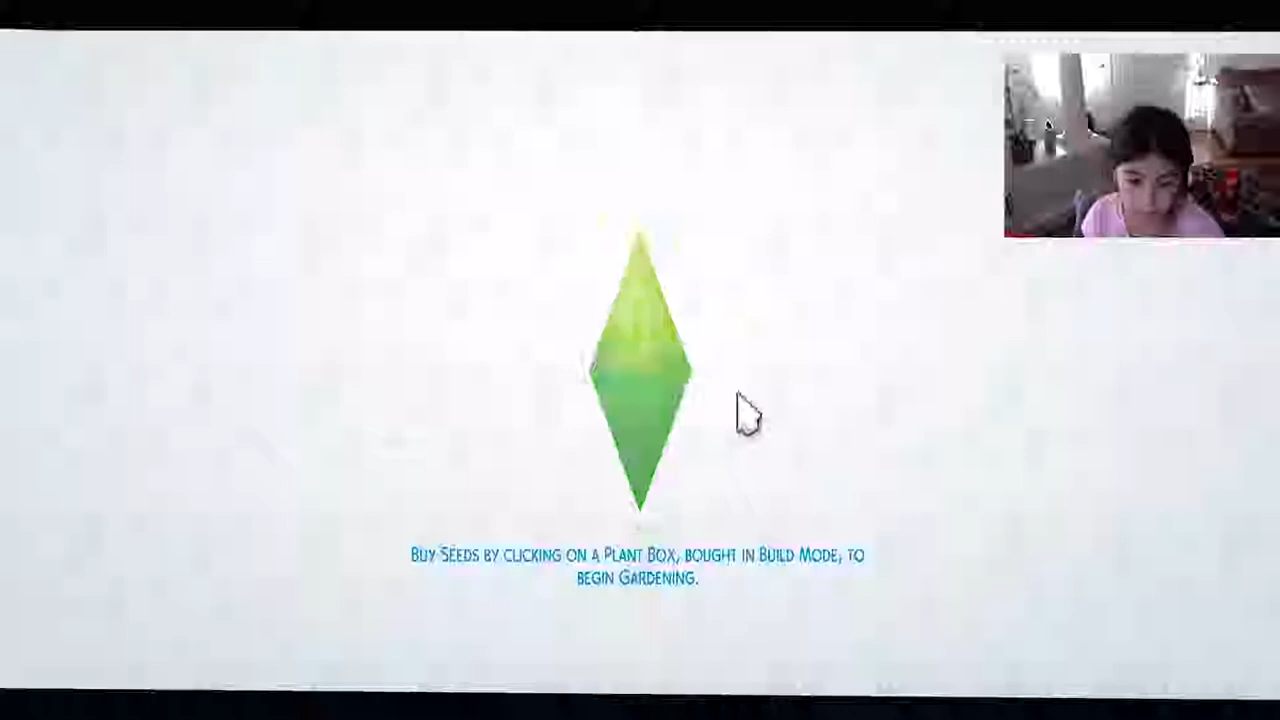 BUY SEEDS BY CLICKING ON A PLANT BOX, BOUGHT IN BUILD MODE, TO
BEGIN GARDENING.